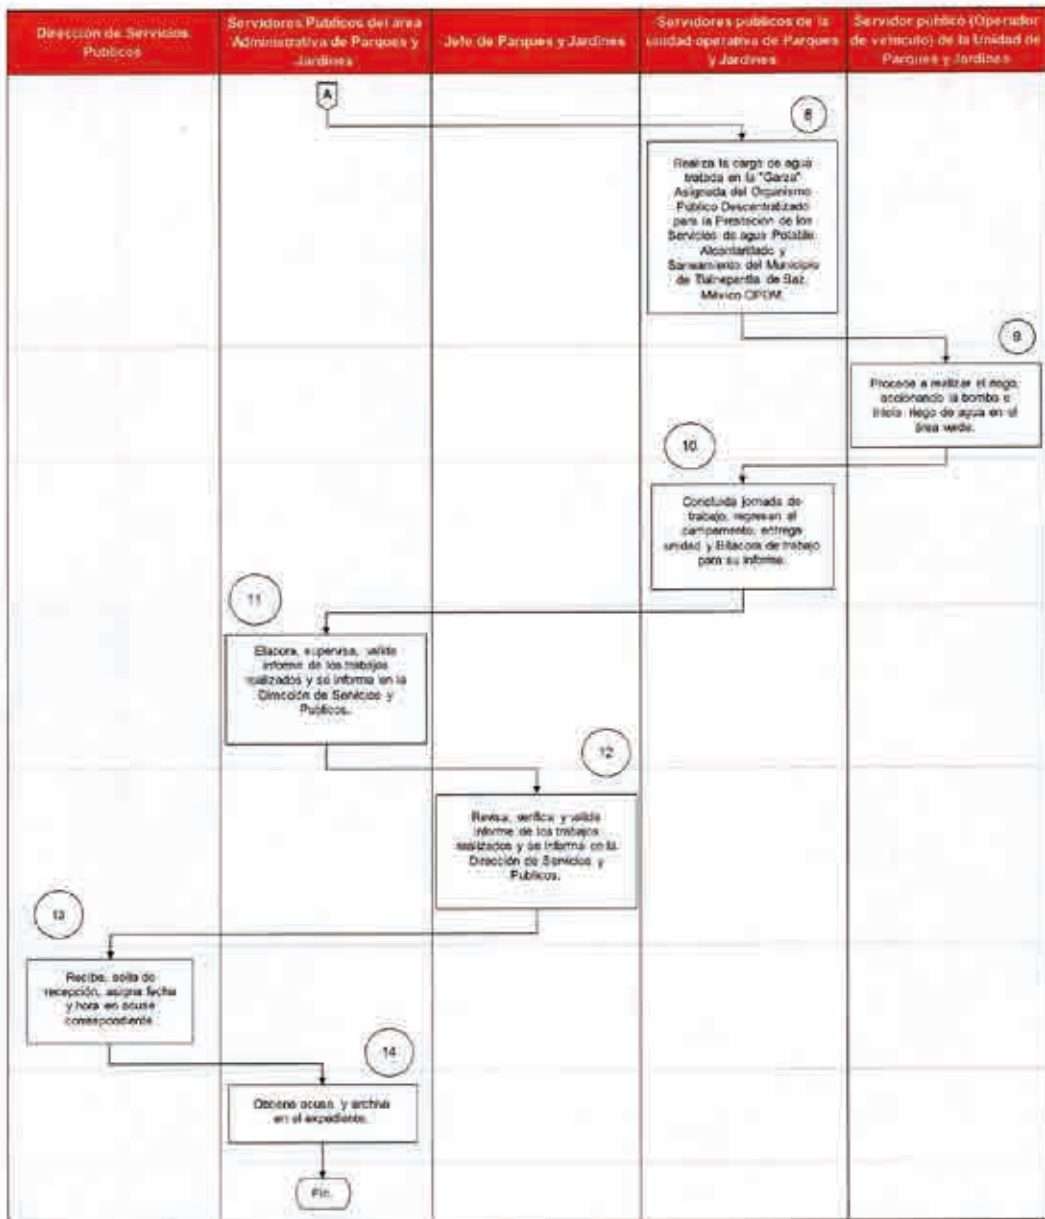 Dirección de Servicios
Publicos
Servidores Publicos del área
Administrativa de Parques y
Jardines
Jefe de Parques y Jardines
Servidores públicos de la
unidad operativa de Parques
y Jardines
Servidor público (Operador
de vehículo) de la Unidad de
Parques y Jardines
A
8
Realiza la carga de agua
tratada en la "Garza"
Asignada del Organismo
Público Descentralizado
para la Prestación de los
Servicios de agua Potable
Alcantarillado y
Saneamiento del Municipio
de Tlalnepantla de Baz,
México OPDM.
9
Procede a realizar el riego,
accionando la bomba e
inicia riego de agua en el
área verde.
10
Concluida jornada de
trabajo, regresan al
campamento, entrega
unidad y Bitacora de trabajo
para su informe.
11
Elabora, supervisa, valida
informe de los trabajos
realizados y se informa en la
Dirección de Servicios y
Publicos.
12
Revisa, verifica y valida
informe de los trabajos
realizados y se informa en la
Dirección de Servicios y
Publicos.
13
Recibe, sella de
recepción, asigna fecha
y hora en acuse
correspondiente.
14
Obtiene acuse y archiva
en el expediente.
Fin.